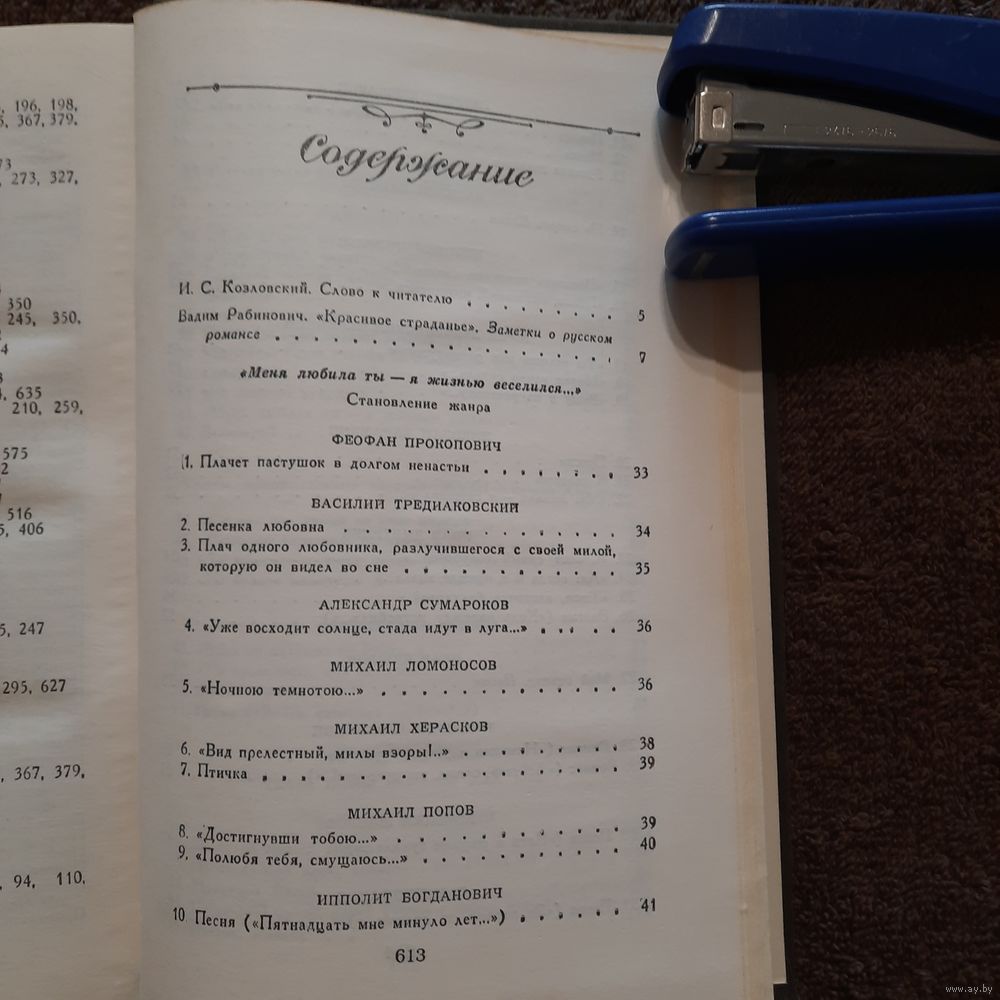 196, 198,
367, 379.
273, 327,
350
245, 350,
635
210, 259,
575
516
406
247
295, 627
367, 379.
94, 110.
Содержание
И. С. Козловский. Слово к читателю . . . . . . . . 5
Вадим Рабинович. «Красивое страданье». Заметки о русском
романсе . . . . . . . . . . . . . . . . . 7
«Меня любила ты — я жизнью веселился...»
Становление жанра
ФЕОФАН ПРОКОПОВИЧ
1. Плачет пастушок в долгом ненастьи . . . . . . . 33
ВАСИЛИЙ ТРЕДИАКОВСКИЙ
2. Песенка любовна . . . . . . . . . . . . . 34
3. Плач одного любовника, разлучившегося с своей милой,
которую он видел во сне . . . . . . . . . . . 35
АЛЕКСАНДР СУМАРОКОВ
4. «Уже восходит солнце, стада идут в луга...» . . . . . 36
МИХАИЛ ЛОМОНОСОВ
5. «Ночною темнотою...» . . . . . . . . . . . 36
МИХАИЛ ХЕРАСКОВ
6. «Вид прелестный, милы взоры!..» . . . . . . . . 38
7. Птичка . . . . . . . . . . . . . . . . 39
МИХАИЛ ПОПОВ
8. «Достигнувши тобою...» . . . . . . . . . . 39
9. «Полюбя тебя, смущаюсь...» . . . . . . . . . 40
ИППОЛИТ БОГДАНОВИЧ
10 Песня («Пятнадцать мне минуло лет...») . . . . . . 41
613
www.ay.by